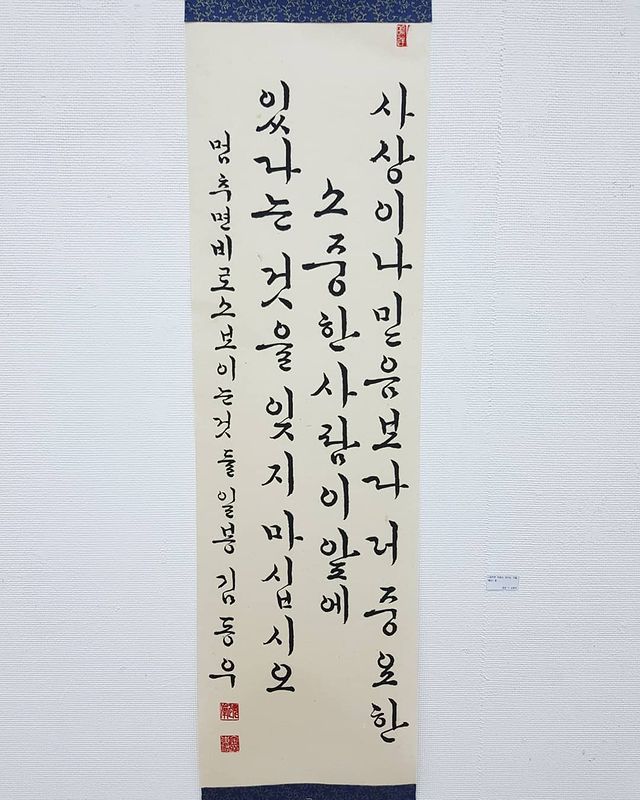 사상이나 믿음보다 더 중요한
소중한 사람이 앞에
있다는 것을 잊지 마십시오
멈추면 비로소 보이는 것들 일봉 김동우